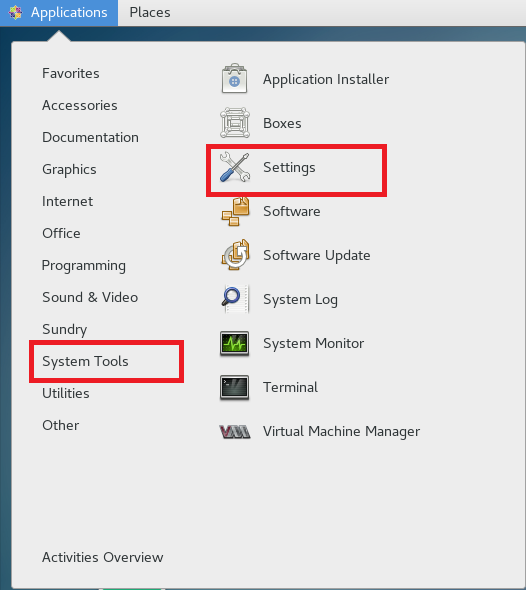 Applications Places
Favorites
Accessories
Documentation
Graphics
Internet
Office
Programming
Sound & Video
Sundry
System Tools
Utilities
Other
Activities Overview
Application Installer
Boxes
Settings
Software
Software Update
System Log
System Monitor
Terminal
Virtual Machine Manager